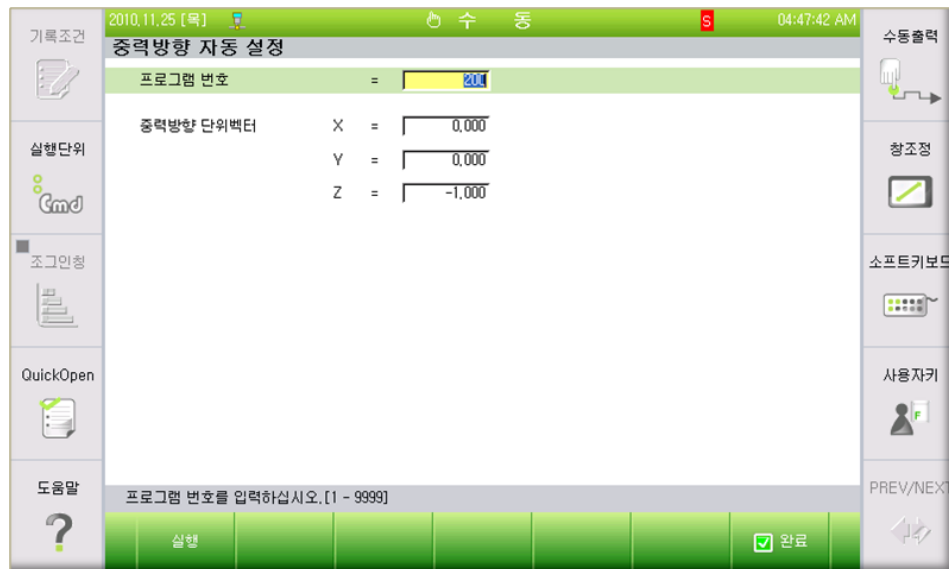 2010.11.25 [목] 수 동 S 04:47:42 AM
중력방향 자동 설정
프로그램 번호 = 200
중력방향 단위벡터 X = 0.000
Y = 0.000
Z = -1.000
프로그램 번호를 입력하십시오.[1 - 9999]
실행
완료
기록조건
실행단위
Cmd
조그인칭
QuickOpen
도움말
?
수동출력
창조정
소프트키보드
사용자키
F
PREV/NEXT